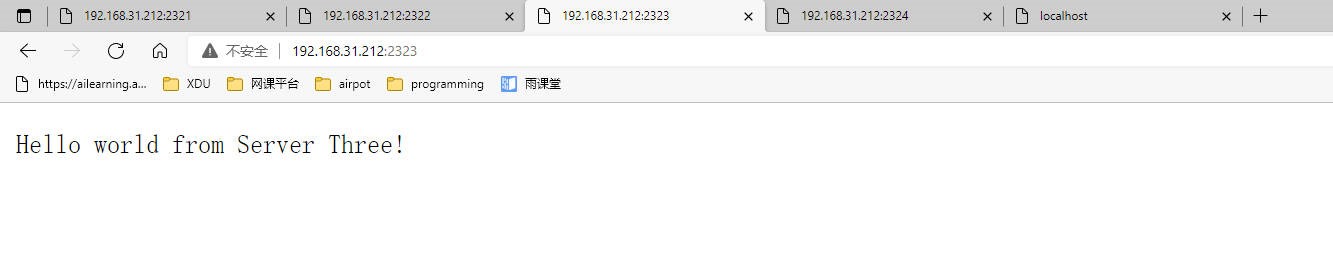 192.168.31.212:2321 192.168.31.212:2322 192.168.31.212:2323 192.168.31.212:2324 localhost
不安全 192.168.31.212:2323
https://ailearning.a... XDU 网课平台 airpot programming 雨课堂
Hello world from Server Three!